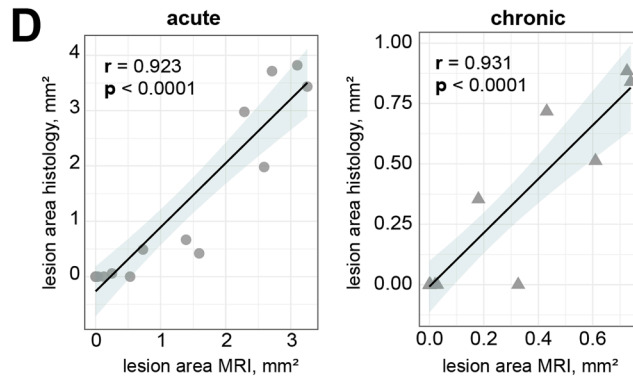 D
acute
r = 0.923
p < 0.0001
lesion area histology, mm²
4
3
2
1
0
0
1
2
3
lesion area MRI, mm²
chronic
r = 0.931
p < 0.0001
lesion area histology, mm²
1.00
0.75
0.50
0.25
0.00
0.0
0.2
0.4
0.6
lesion area MRI, mm²